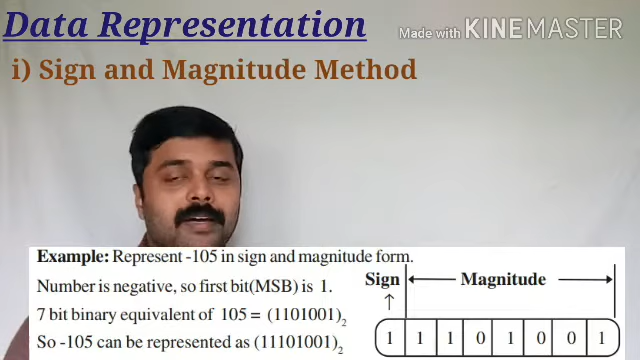 Data Representation
Made with KINEMASTER
i) Sign and Magnitude Method
Example: Represent -105 in sign and magnitude form.
Number is negative, so first bit(MSB) is 1.
7 bit binary equivalent of 105 = (1101001)₂
So -105 can be represented as (11101001)₂
Sign Magnitude
1 1 1 0 1 0 0 1